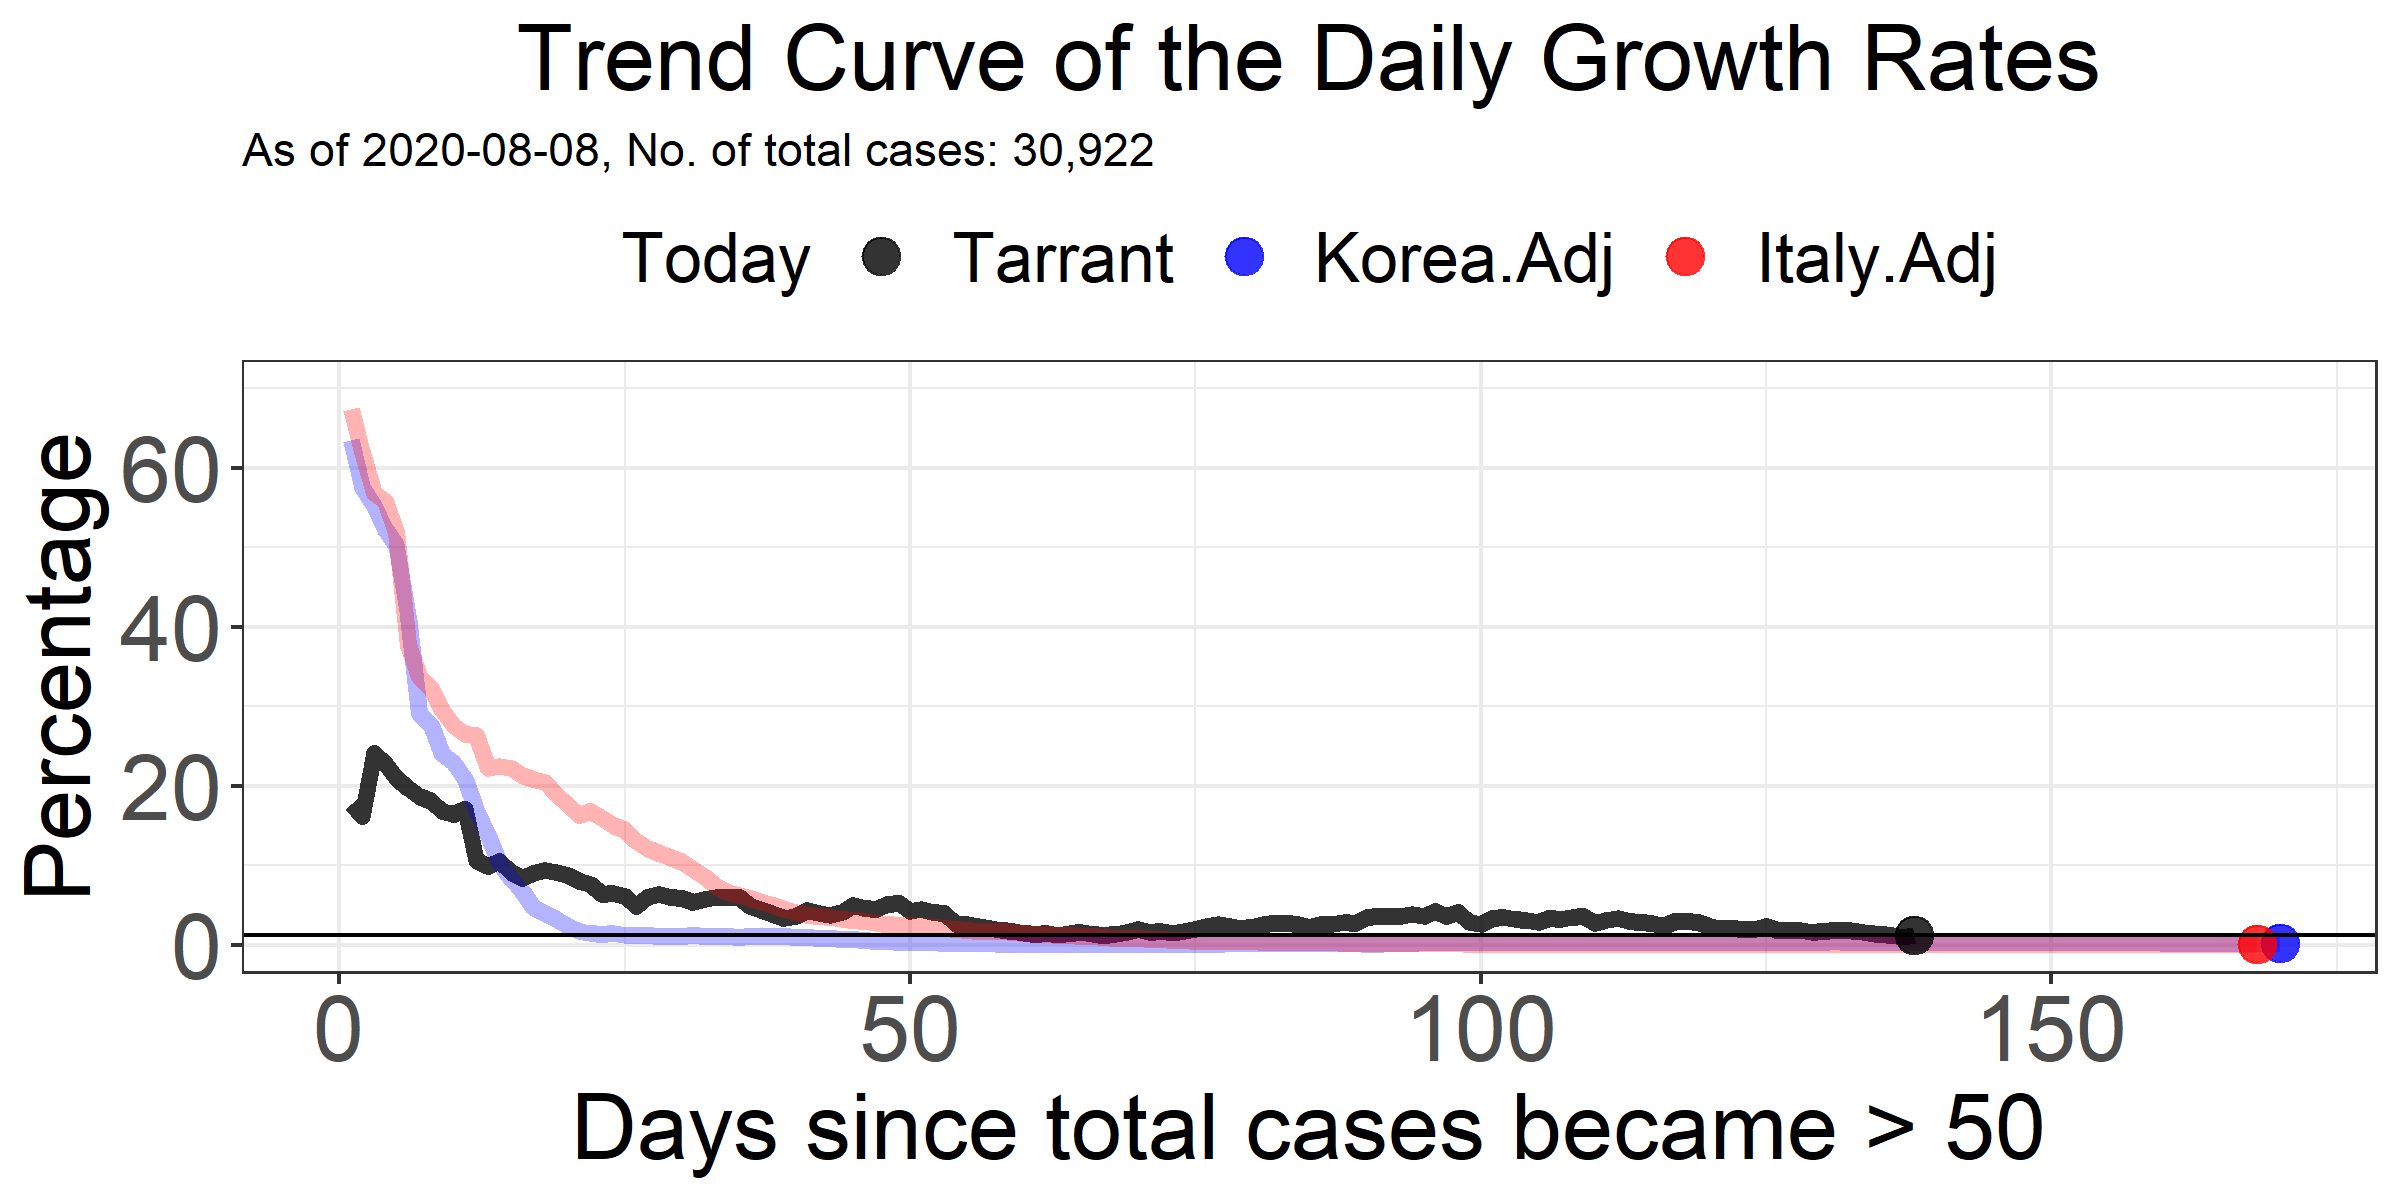 Trend Curve of the Daily Growth Rates
As of 2020-08-08, No. of total cases: 30,922
Today Tarrant Korea.Adj Italy.Adj
Percentage
60
40
20
0
0 50 100 150
Days since total cases became > 50